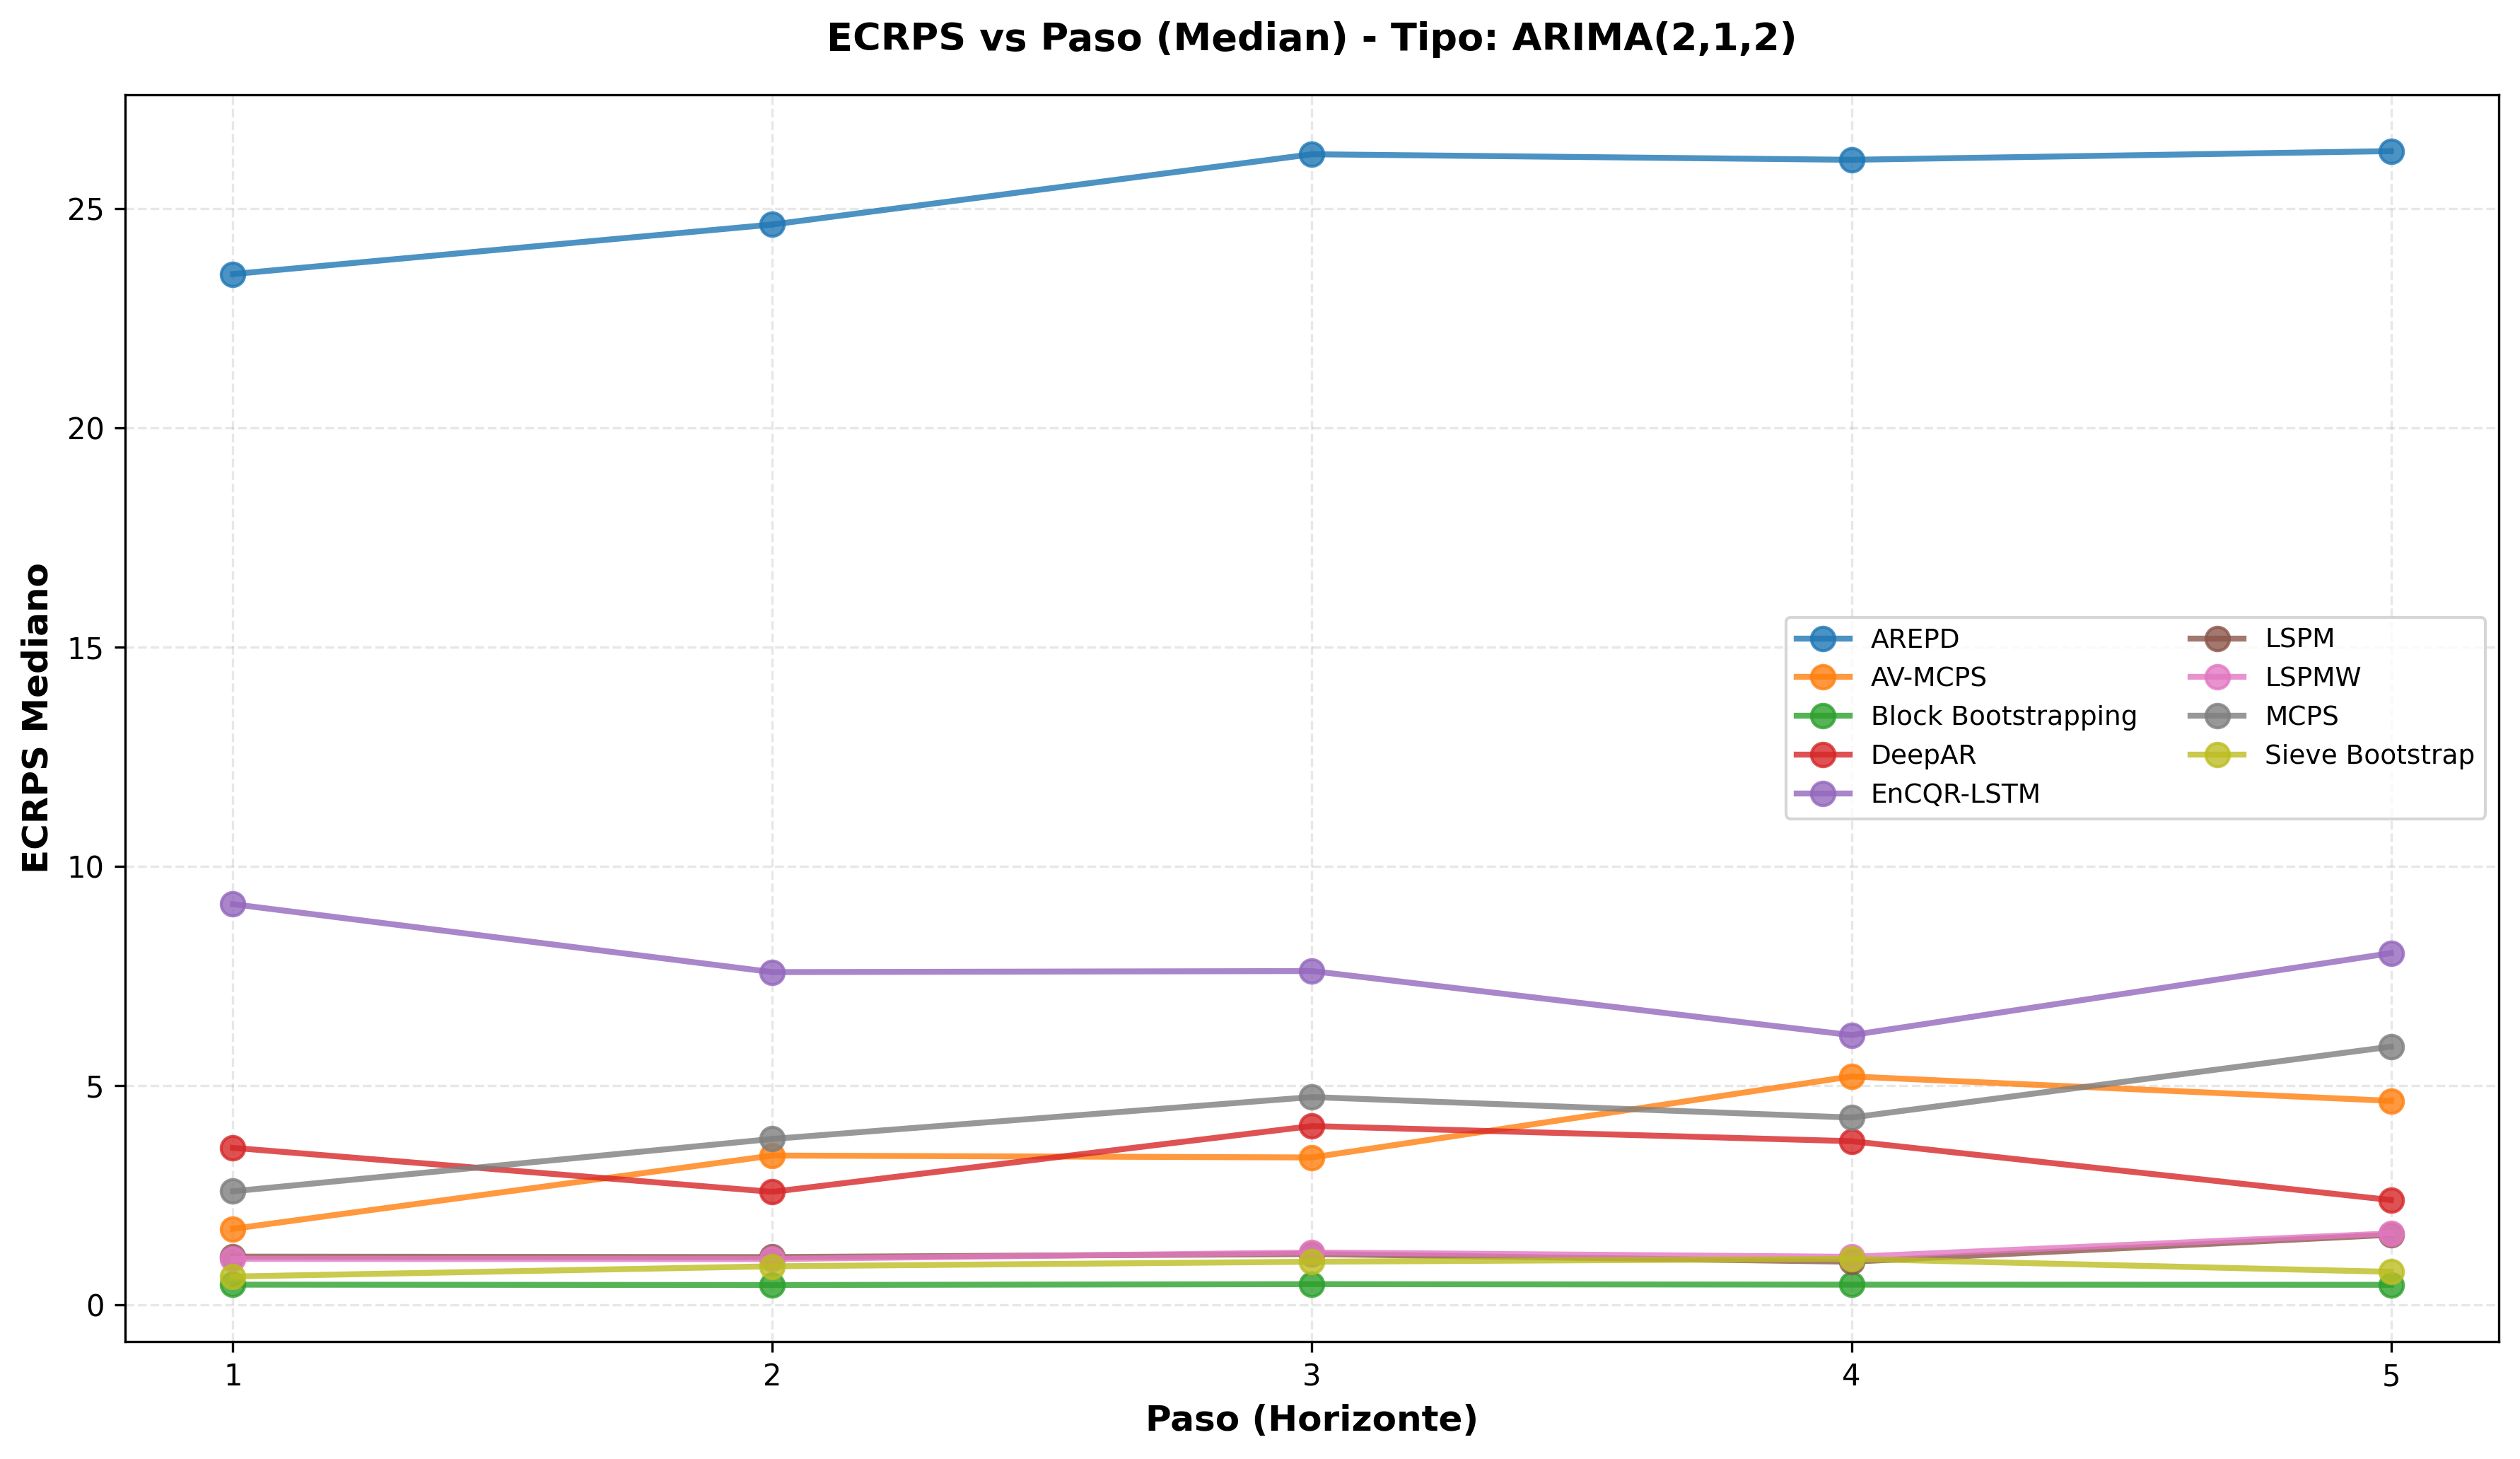 ECRPS vs Paso (Median) - Tipo: ARIMA(2,1,2)
ECRPS Mediano
25
20
15
10
5
0
AREPD
AV-MCPS
Block Bootstrapping
DeepAR
EnCQR-LSTM
LSPM
LSPMW
MCPS
Sieve Bootstrap
1 2 3 4 5
Paso (Horizonte)